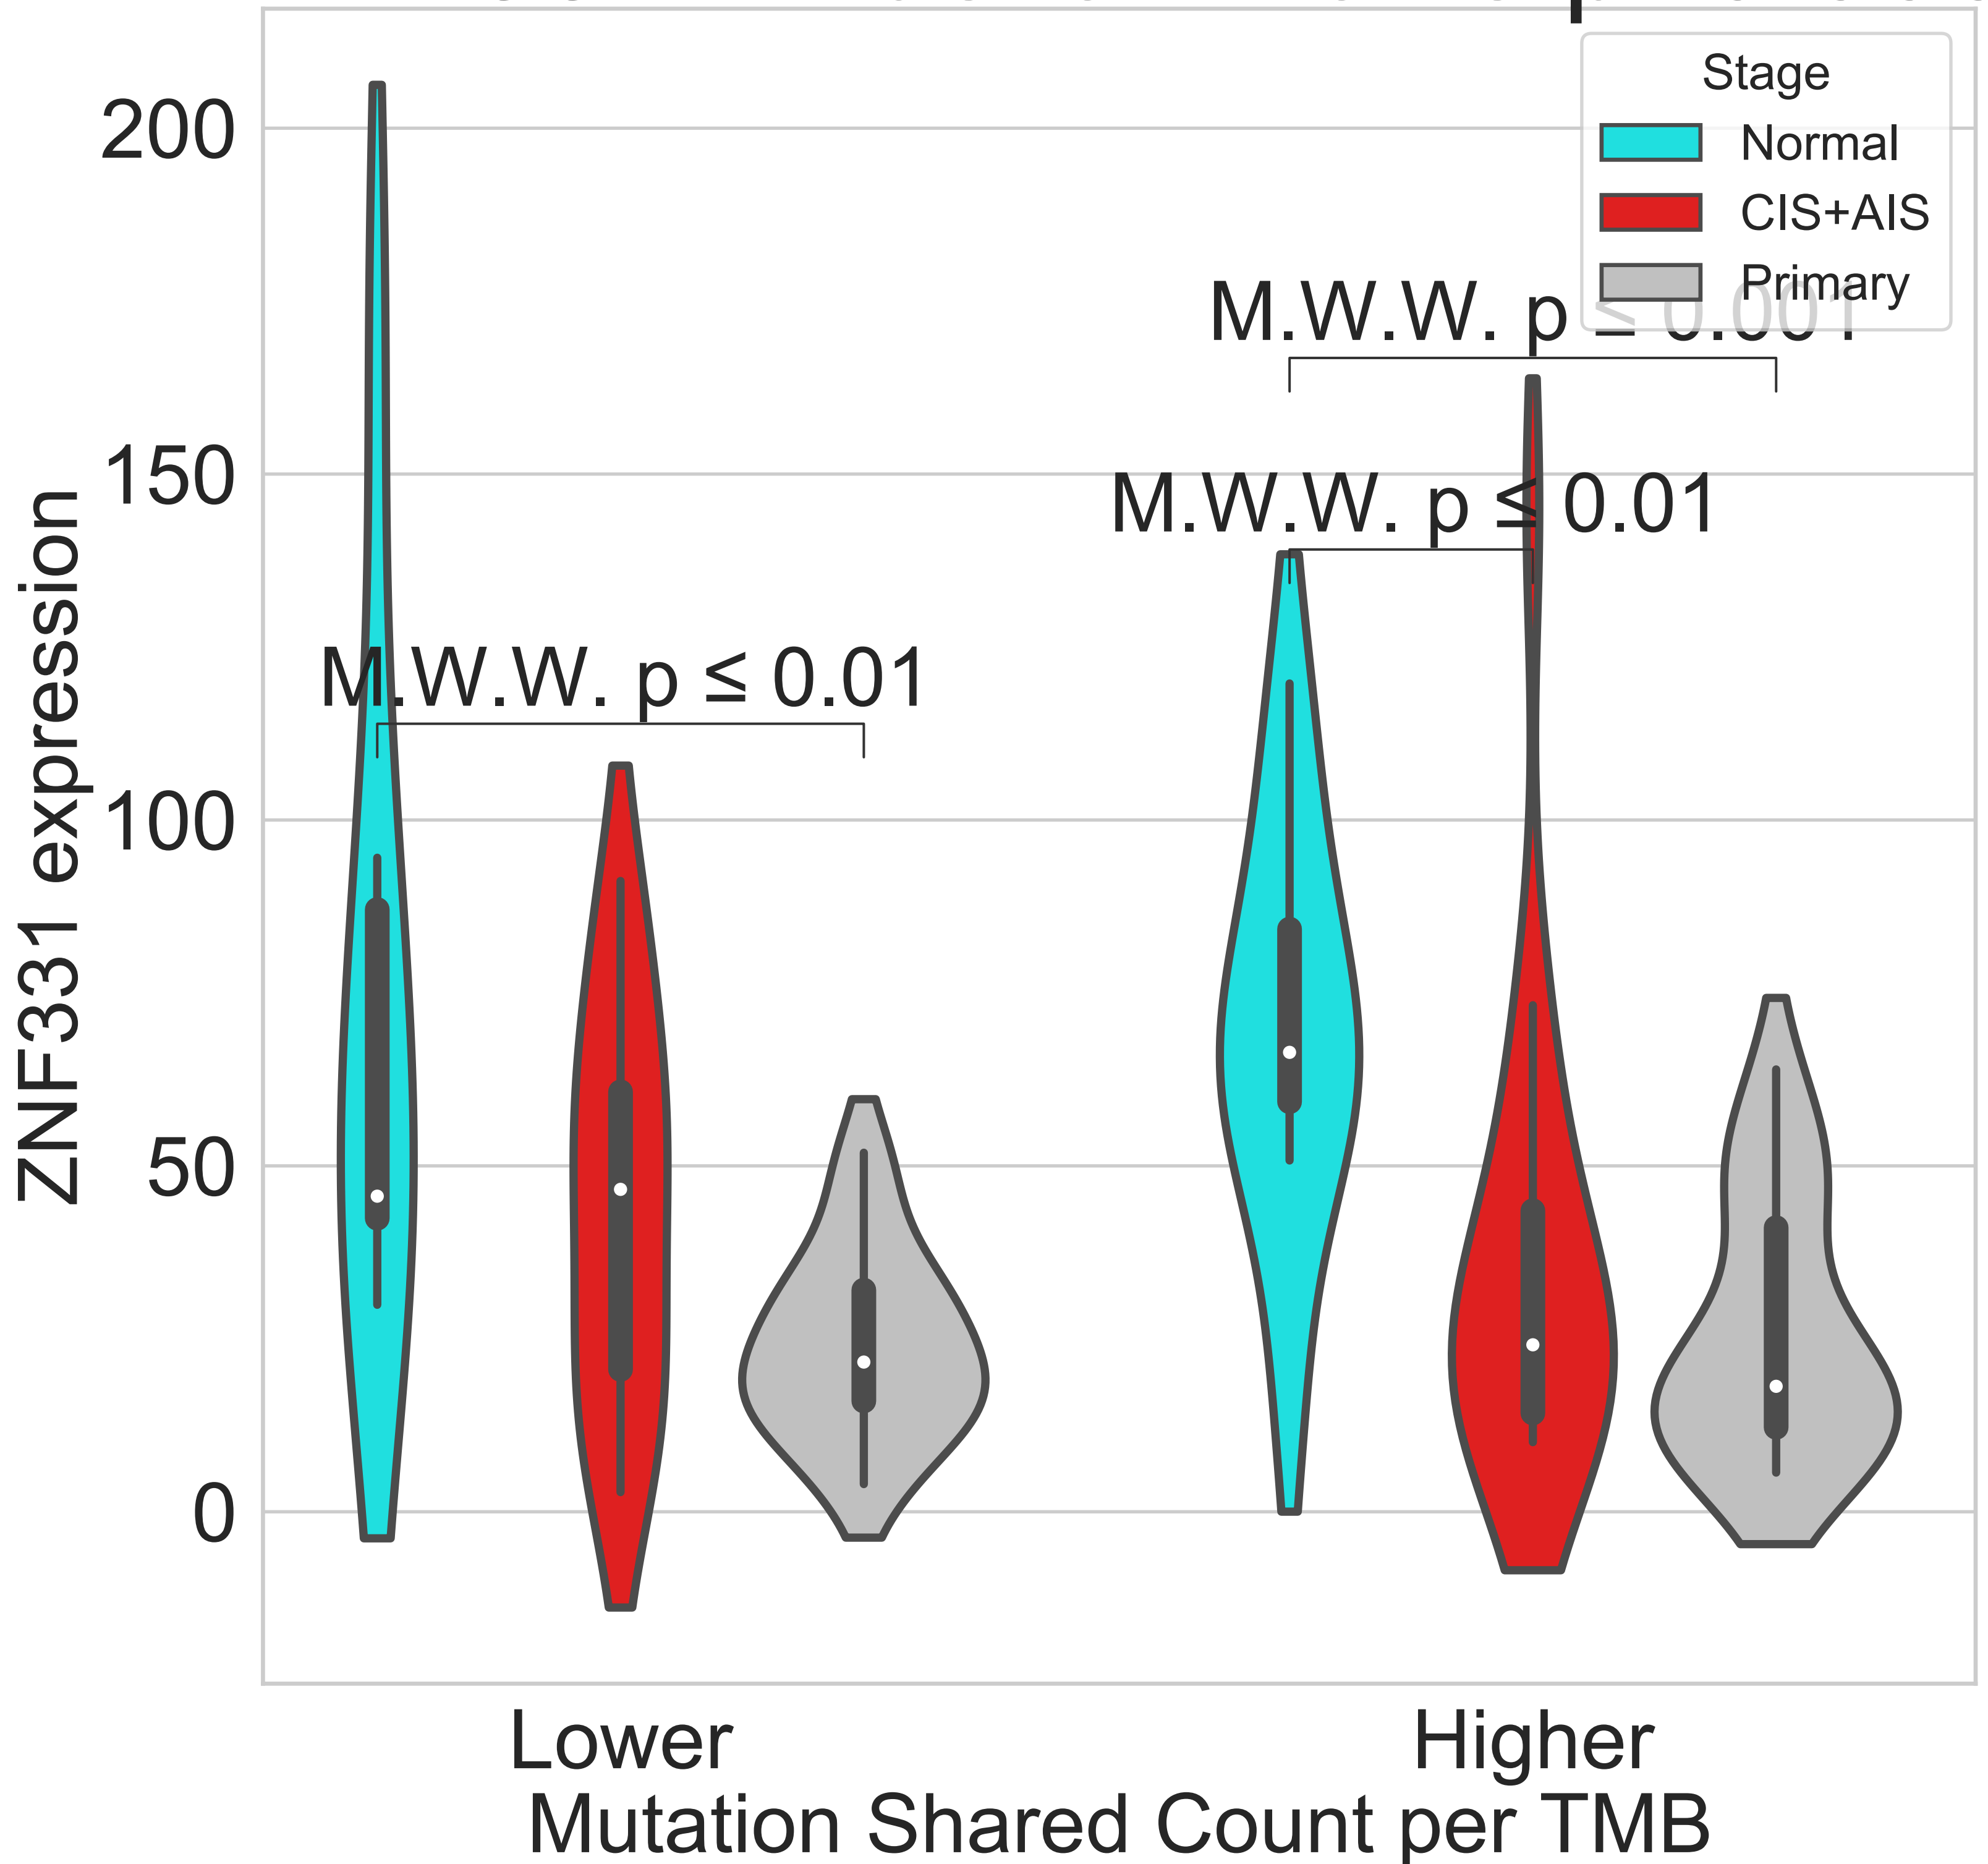 Stage
Normal
CIS+AIS
Primary
200
150
100
50
0
ZNF331 expression
M.W.W. p ≤ 0.001
M.W.W. p ≤ 0.01
M.W.W. p ≤ 0.01
Lower
Higher
Mutation Shared Count per TMB